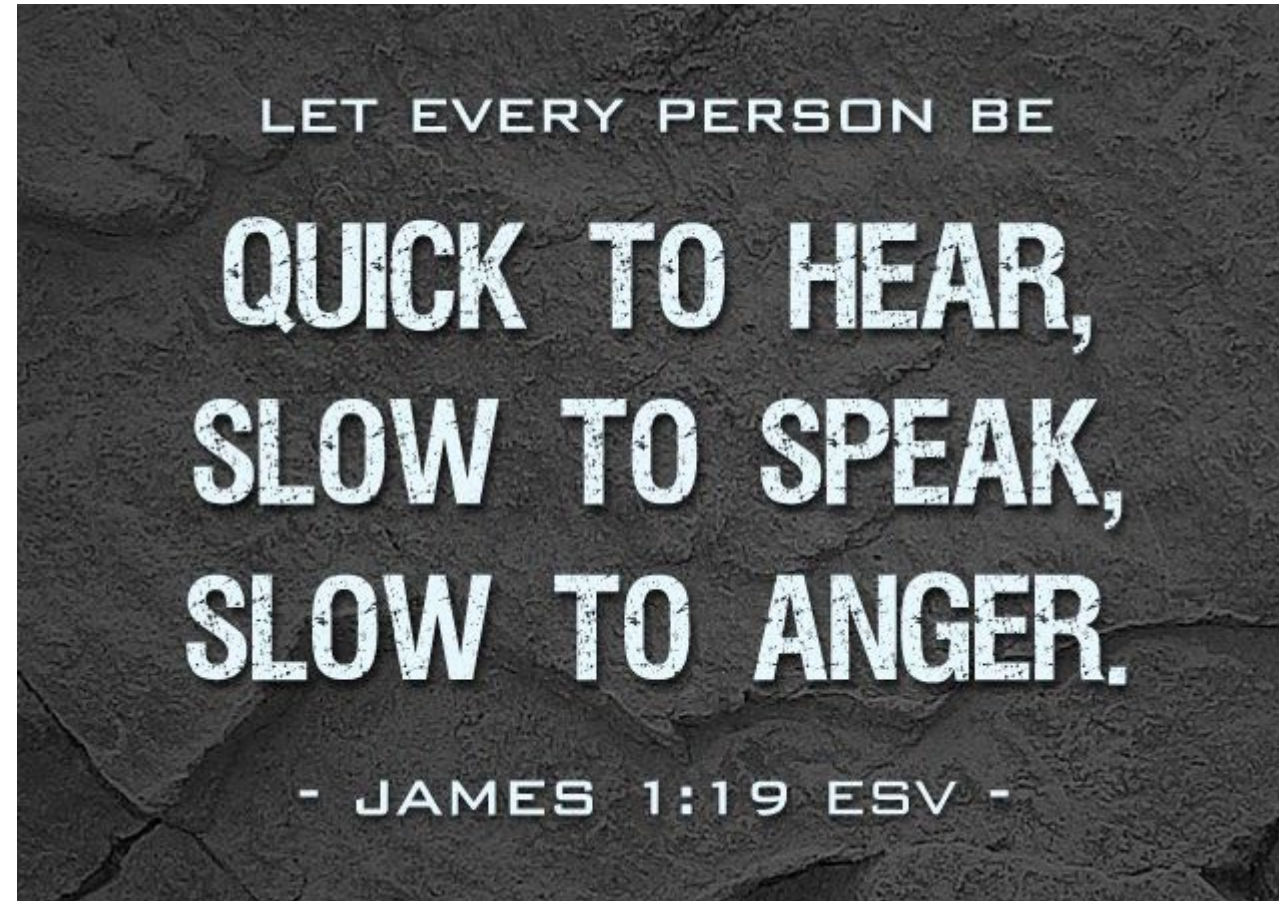 LET EVERY PERSON BE
QUICK TO HEAR,
SLOW TO SPEAK,
SLOW TO ANGER.
- JAMES 1:19 ESV -